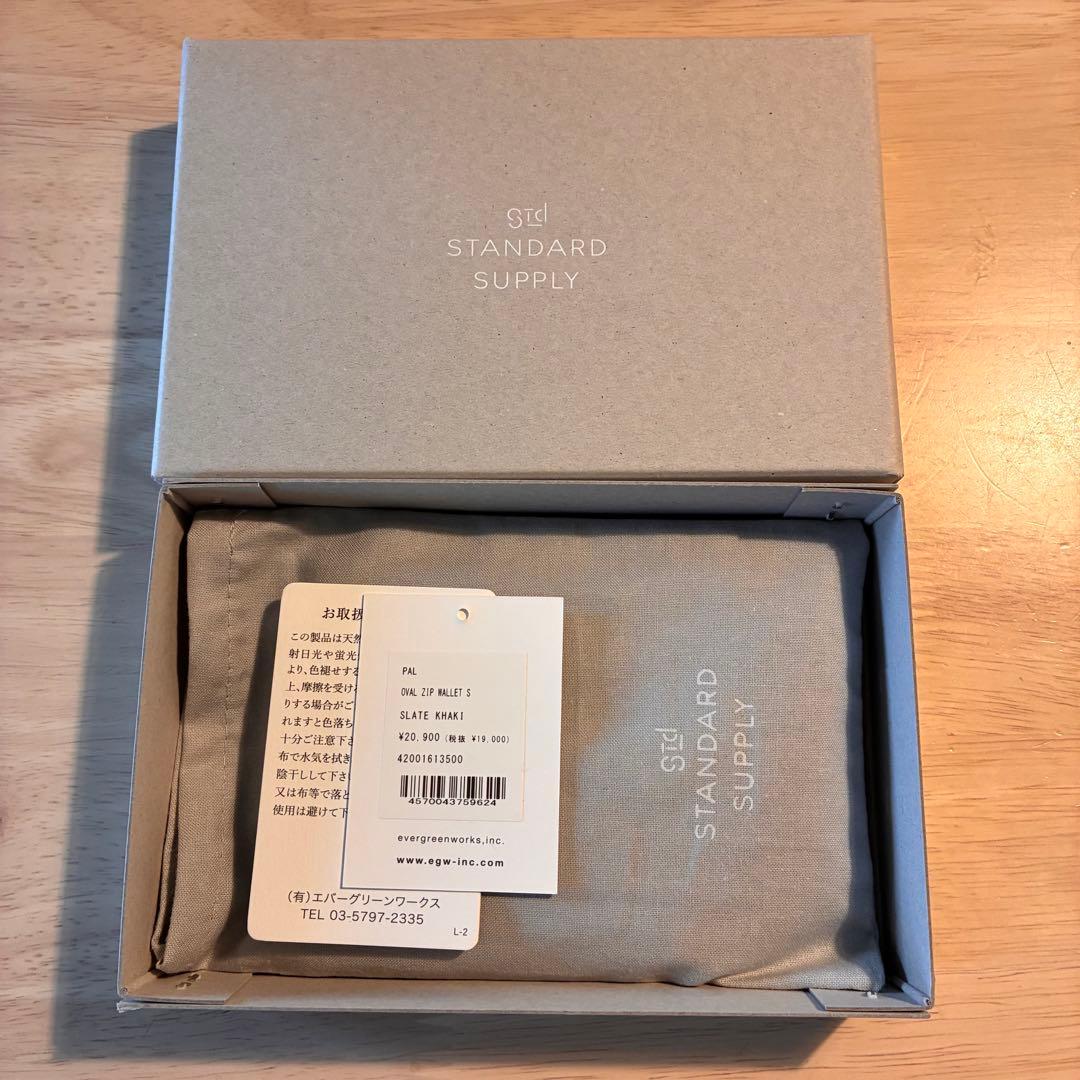 std
STANDARD
SUPPLY
お取扱
この製品は天然
射日光や蛍光
より、色褪せする
上、摩擦を受け
りする場合がご
れますと色落ち
十分ご注意下さ
布で水気を拭き
陰干しして下さ
又は布等で落と
使用は避けて下
(有)エバーグリーンワークス
TEL 03-5797-2335
L-2
PAL
OVAL ZIP WALLET S
SLATE KHAKI
¥20,900 (税抜 ¥19,000)
42001613500
4570043759624
evergreenworks,inc.
www.egw-inc.com
std
STANDARD
SUPPLY